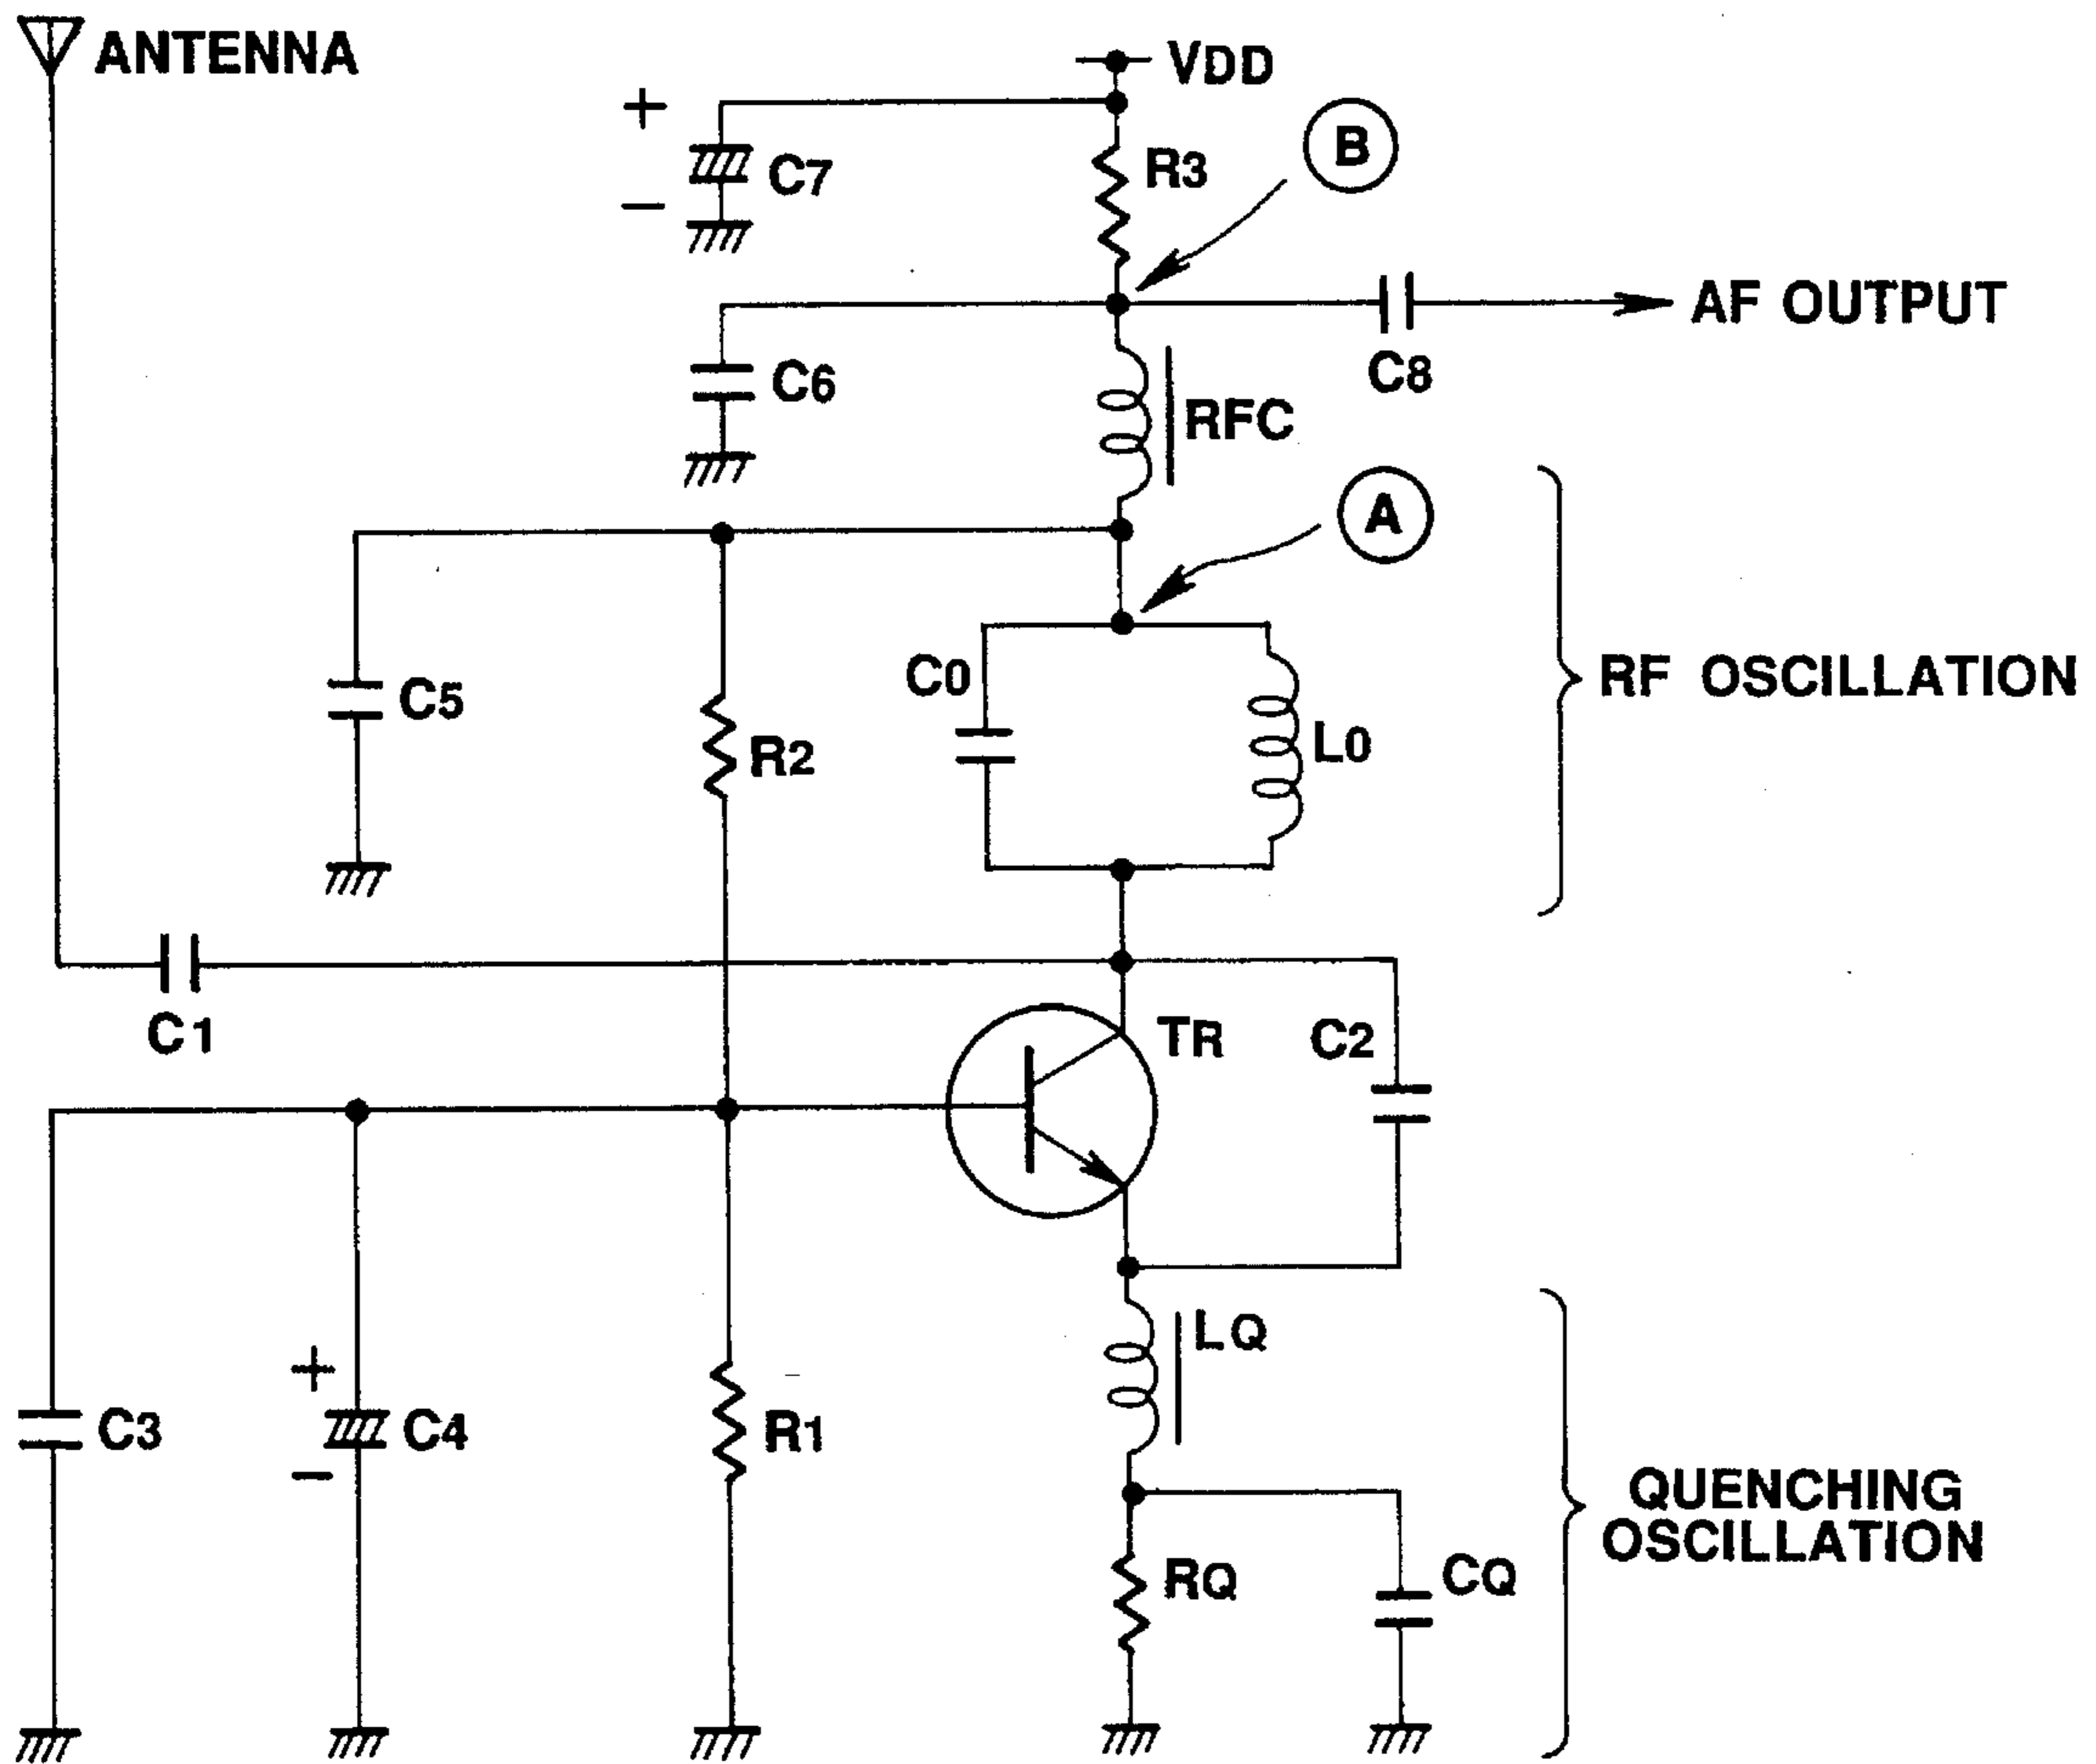 ANTENNA
VDD
+
C7
−
R3
B
AF OUTPUT
C8
C6
RFC
A
C5
R2
C0
L0
RF OSCILLATION
C1
TR
C2
LQ
+
C3
C4
−
R1
QUENCHING
OSCILLATION
RQ
CQ